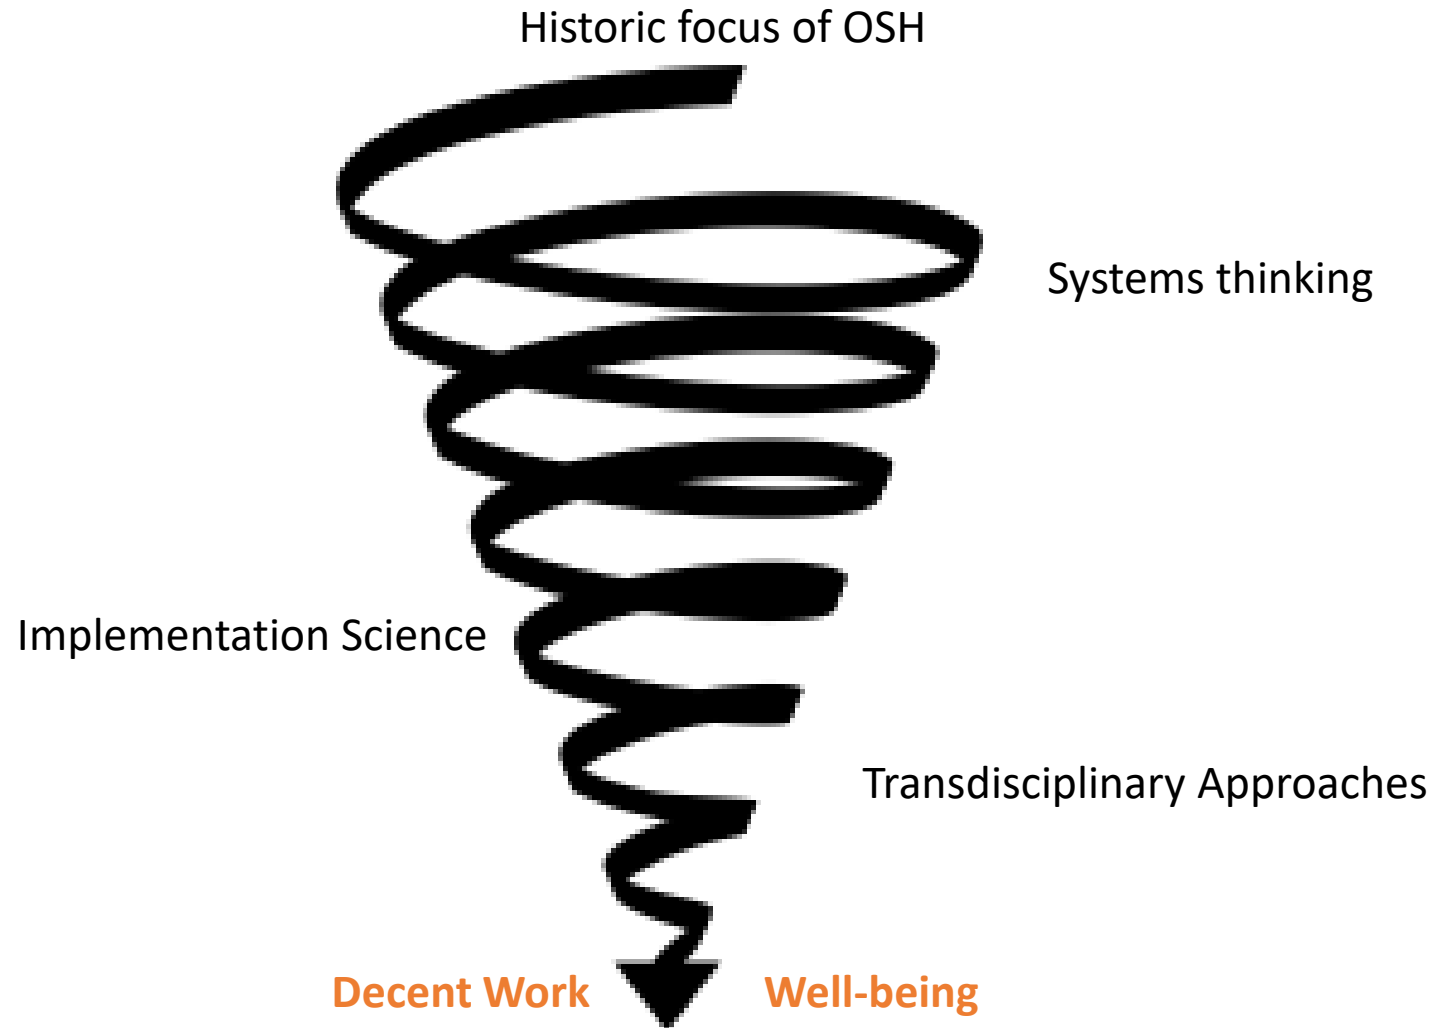 Historic focus of OSH
Systems thinking
Implementation Science
Transdisciplinary Approaches
Decent Work
Well-being